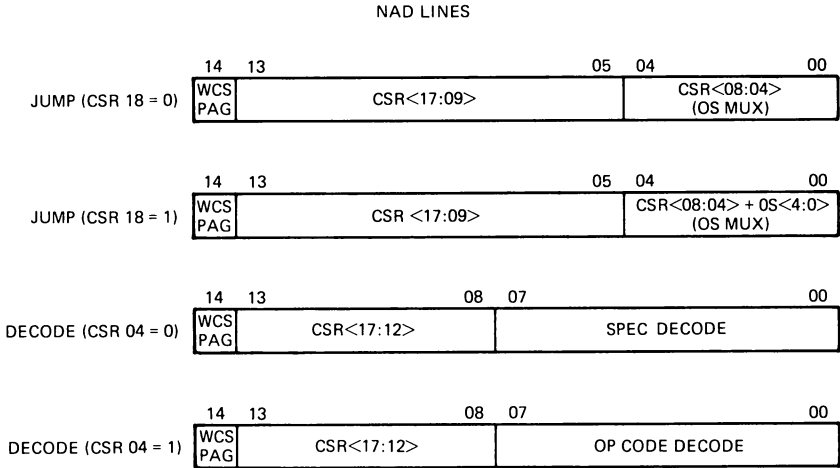 NAD LINES
14 13 05 04 00
JUMP (CSR 18 = 0) WCS PAG CSR<17:09> CSR<08:04> (OS MUX)
14 13 05 04 00
JUMP (CSR 18 = 1) WCS PAG CSR <17:09> CSR<08:04> + 0S<4:0> (OS MUX)
14 13 08 07 00
DECODE (CSR 04 = 0) WCS PAG CSR<17:12> SPEC DECODE
14 13 08 07 00
DECODE (CSR 04 = 1) WCS PAG CSR<17:12> OP CODE DECODE